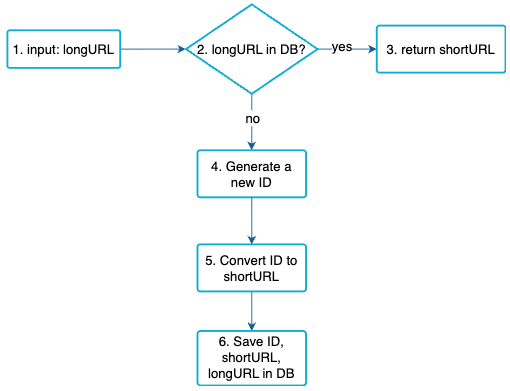 1. input: longURL
2. longURL in DB?
yes
3. return shortURL
no
4. Generate a
new ID
5. Convert ID to
shortURL
6. Save ID,
shortURL,
longURL in DB